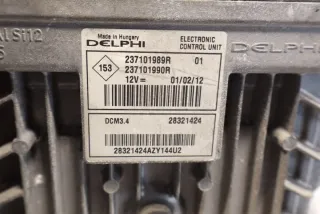 Made in Hungary
DELPHI
ELECTRONIC
CONTROL UNIT
153
237101989R 01
237101990R
12V= 01/02/12
DCM3.4 28321424
28321424AZY144U2